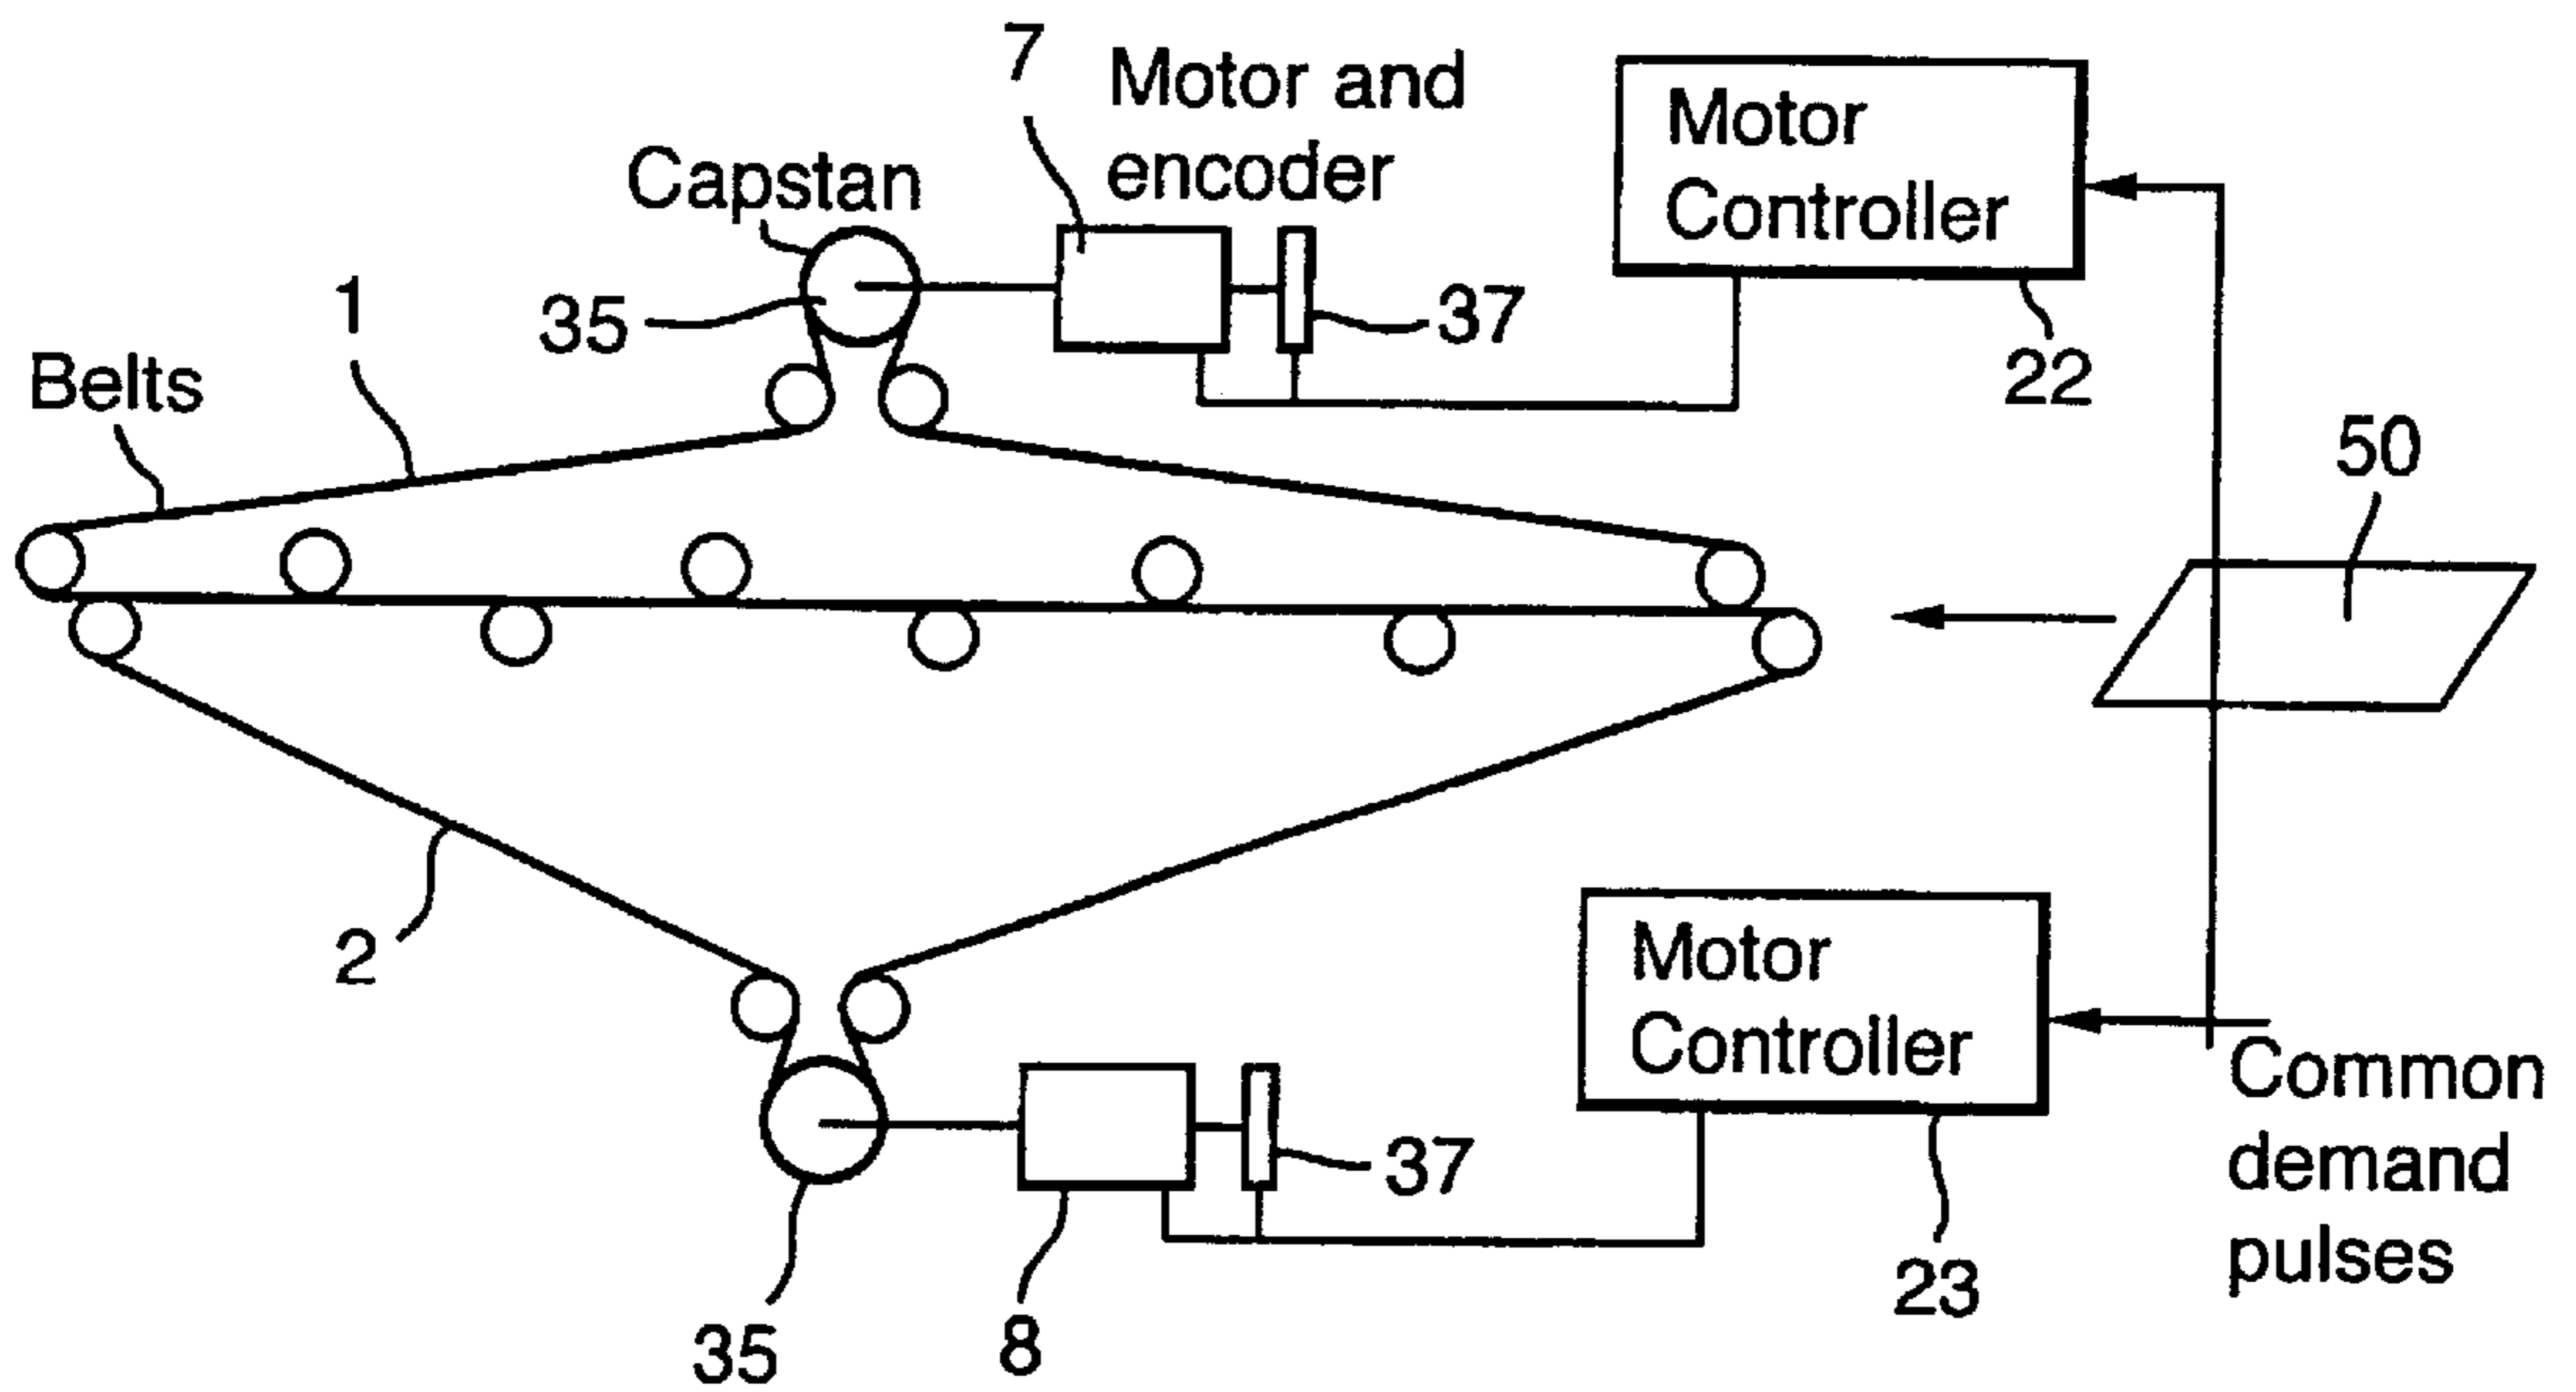 7
Motor and
encoder
Motor
Controller
Capstan
1
35
37
22
Belts
50
2
Motor
Controller
Common
demand
pulses
37
23
35
8